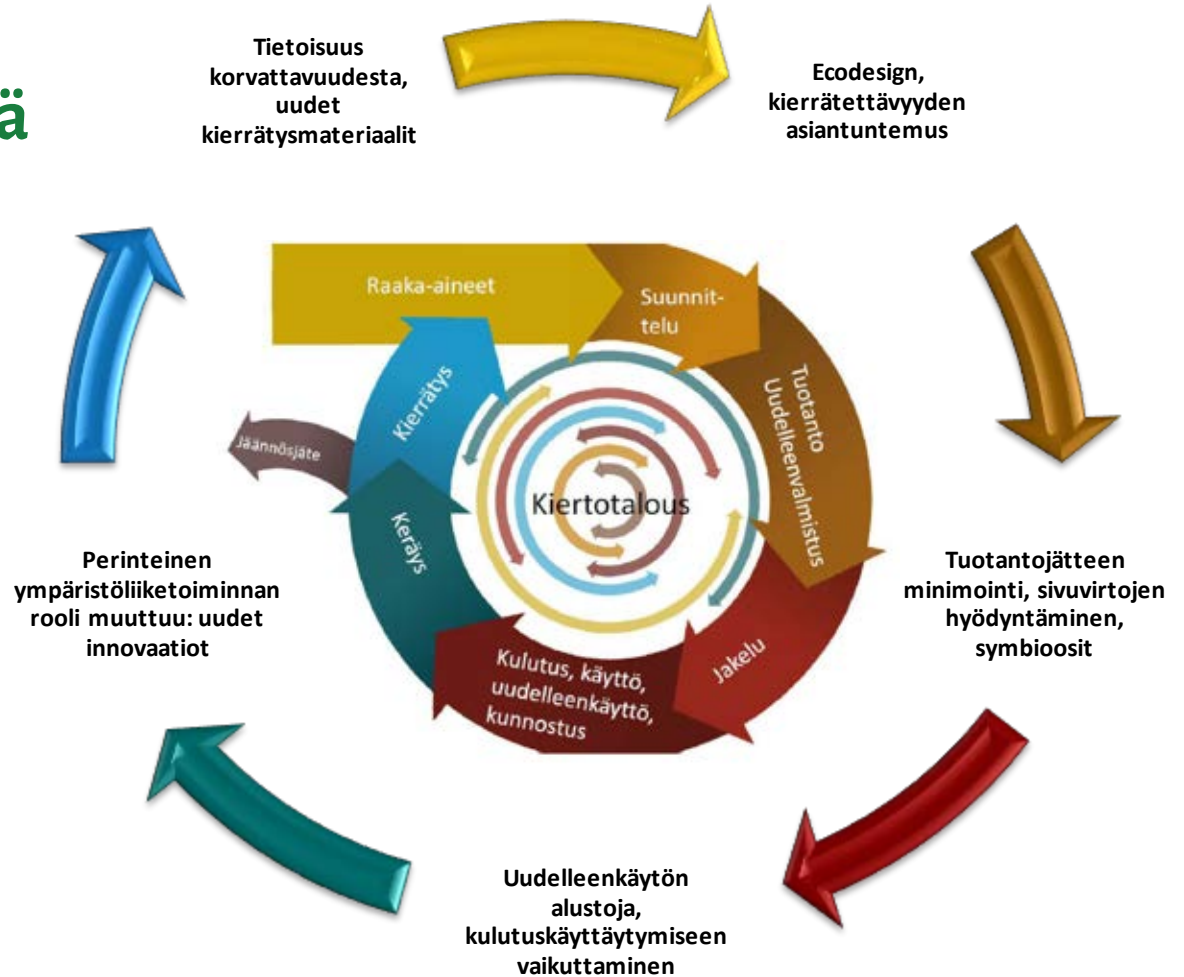 ä
Tietoisuus
korvattavuudesta,
uudet
kierrätysmateriaalit
Ecodesign,
kierrätettävyyden
asiantuntemus
Raaka-aineet
Suunnit-
telu
Tuotanto
Uudelleenvalmistus
Jakelu
Kulutus, käyttö,
uudelleenkäyttö,
kunnostus
Keräys
Kierrätys
Jäännösjäte
Kiertotalous
Tuotantojätteen
minimointi, sivuvirtojen
hyödyntäminen,
symbioosit
Uudelleenkäytön
alustoja,
kulutuskäyttäytymiseen
vaikuttaminen
Perinteinen
ympäristöliiketoiminnan
rooli muuttuu: uudet
innovaatiot